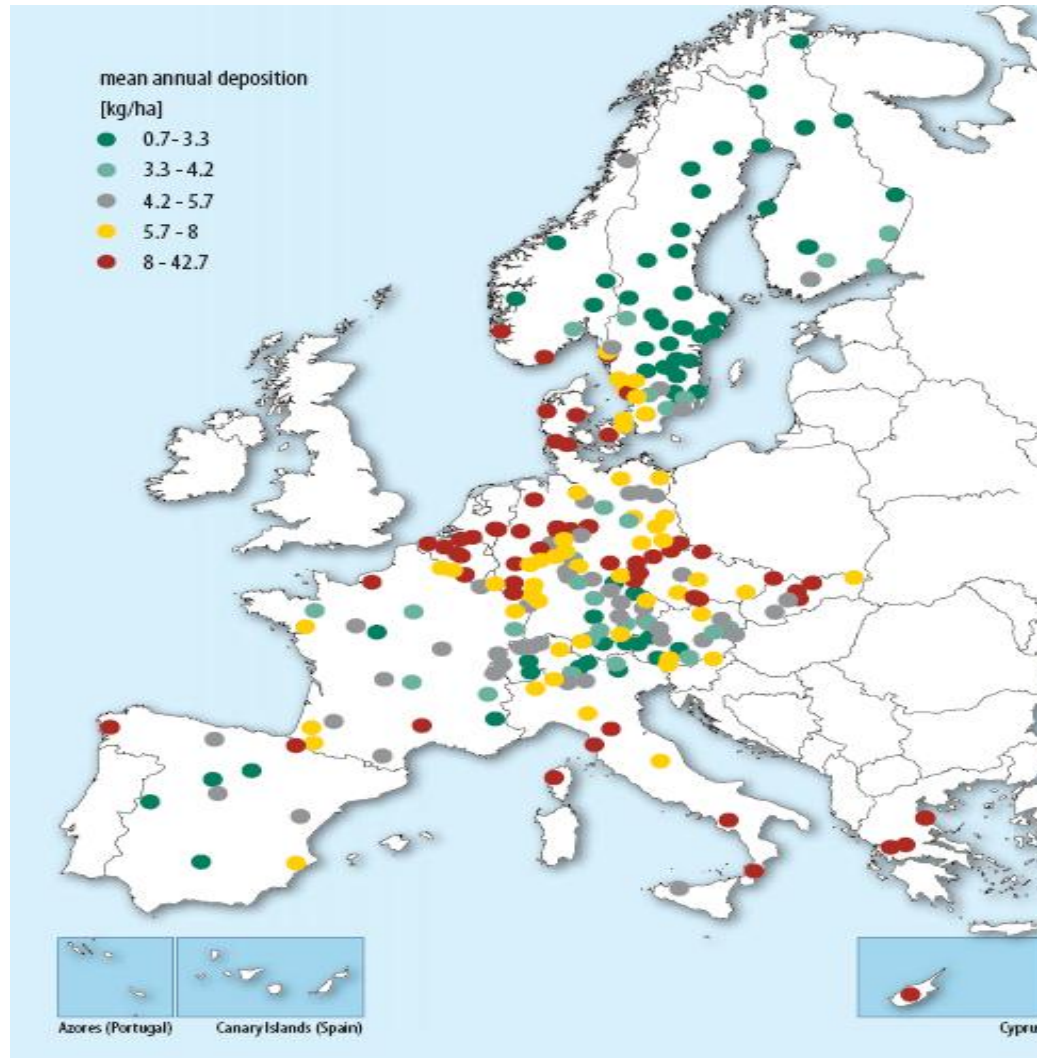 mean annual deposition
[kg/ha]
0.7 - 3.3
3.3 - 4.2
4.2 - 5.7
5.7 - 8
8 - 42.7
Azores (Portugal)
Canary Islands (Spain)
Cypru